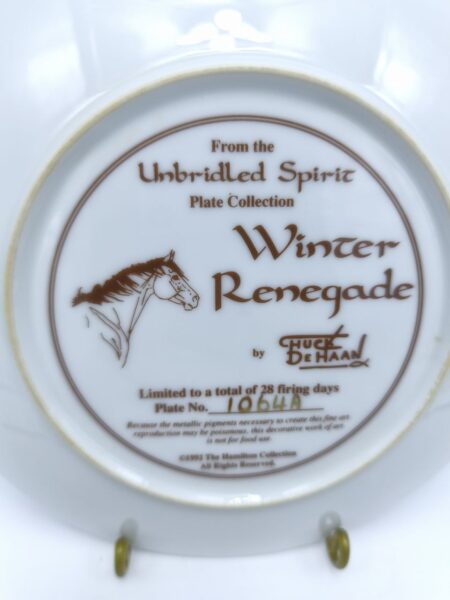 From the
Unbridled Spirit
Plate Collection
Winter
Renegade
by CHUCK
DEHAAN
Limited to a total of 28 firing days
Plate No. 1064A
Because the metallic pigments necessary to create this fine art
reproduction may be poisonous, this decorative work of art
is not for food use.
©1992 The Hamilton Collection
All Rights Reserved.